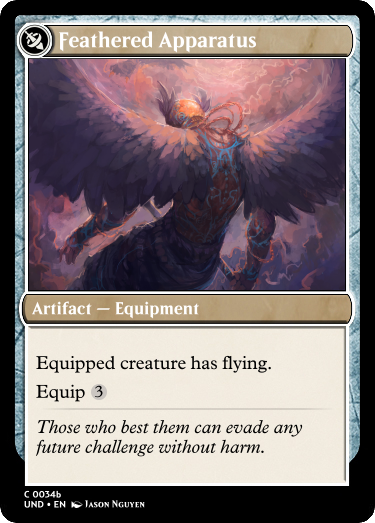 Feathered Apparatus
Artifact — Equipment
Equipped creature has flying.
Equip 3
Those who best them can evade any
future challenge without harm.
C 0034b
UND • EN Jason Nguyen